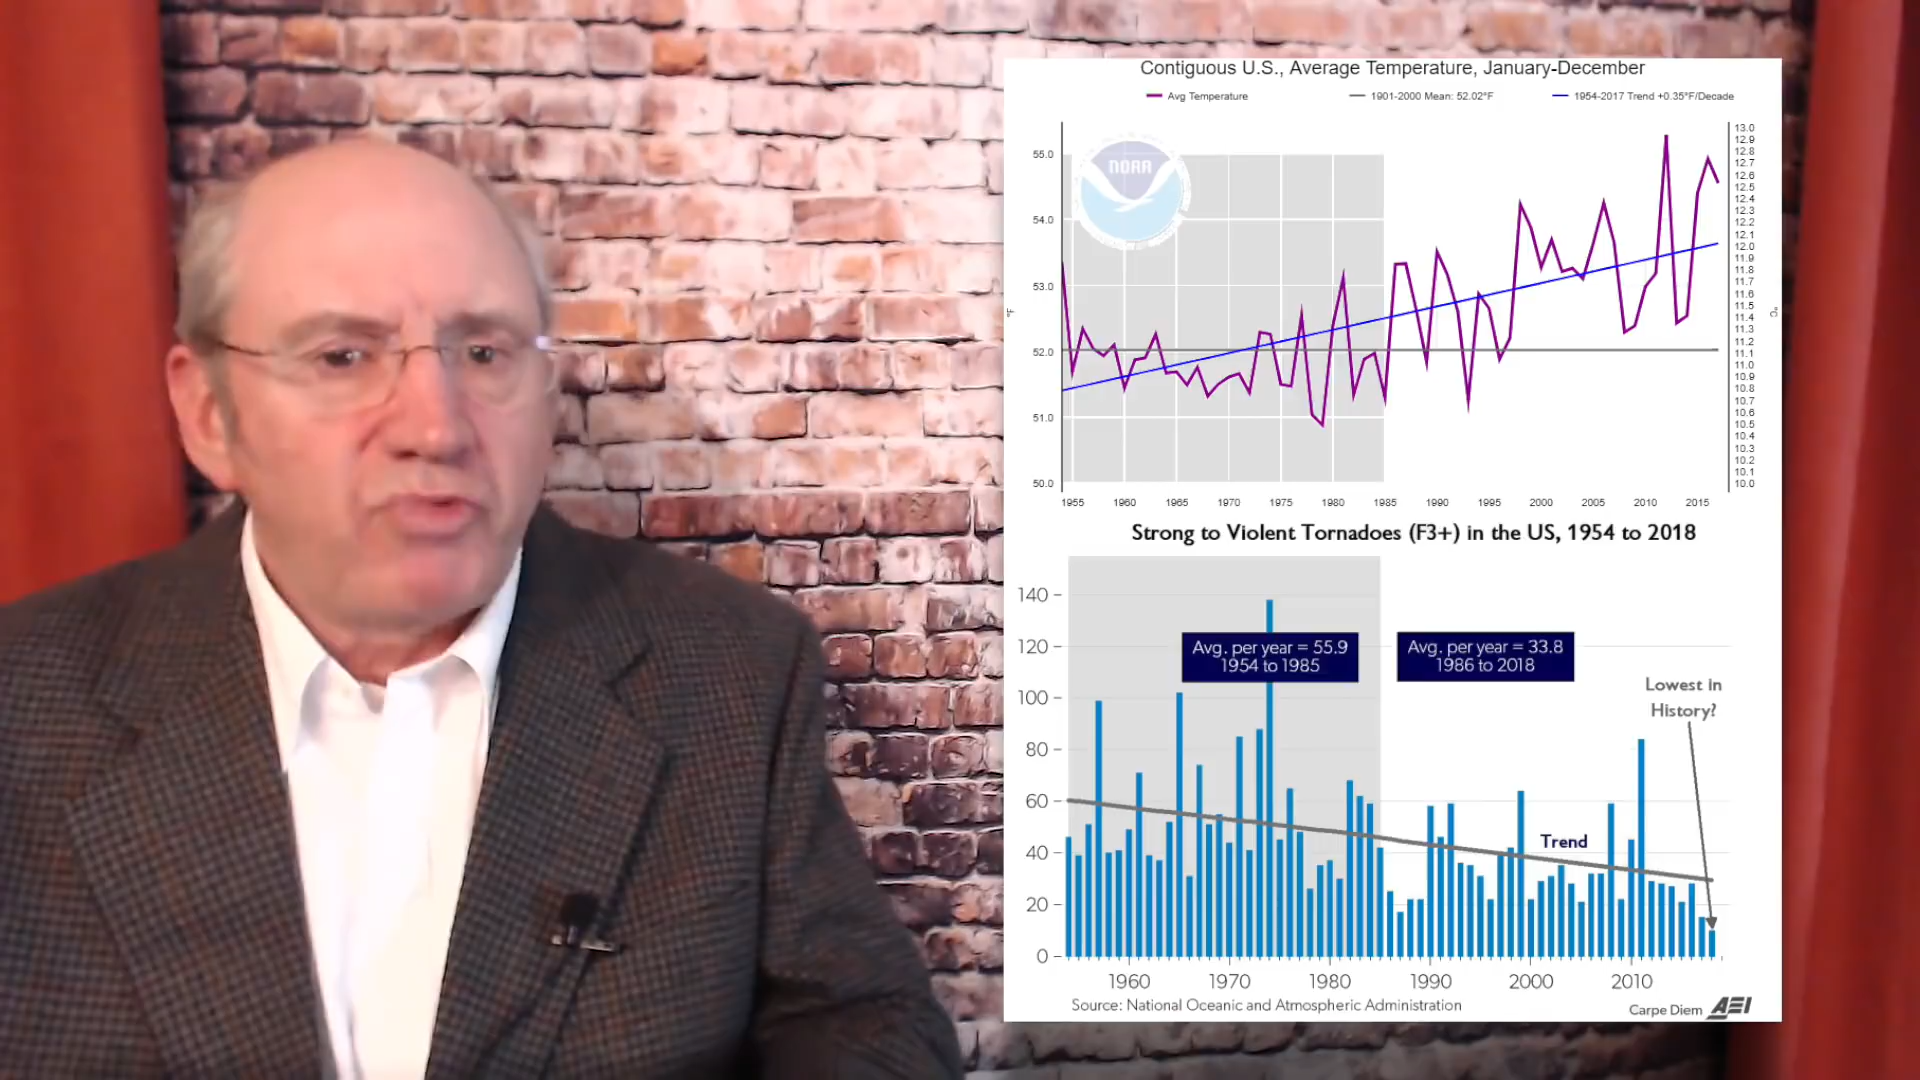 Contiguous U.S., Average Temperature, January-December
Avg Temperature
1901-2000 Mean: 52.02°F
1954-2017 Trend +0.35°F/Decade
NOAA
55.0
54.0
53.0
52.0
51.0
50.0
°F
13.0
12.9
12.8
12.7
12.6
12.5
12.4
12.3
12.2
12.1
12.0
11.9
11.8
11.7
11.6
11.5
11.4
11.3
11.2
11.1
11.0
10.9
10.8
10.7
10.6
10.5
10.4
10.3
10.2
10.1
10.0
°C
1955 1960 1965 1970 1975 1980 1985 1990 1995 2000 2005 2010 2015
Strong to Violent Tornadoes (F3+) in the US, 1954 to 2018
140
120
100
80
60
40
20
0
Avg. per year = 55.9
1954 to 1985
Avg. per year = 33.8
1986 to 2018
Lowest in
History?
Trend
1960 1970 1980 1990 2000 2010
Source: National Oceanic and Atmospheric Administration
Carpe Diem AEI